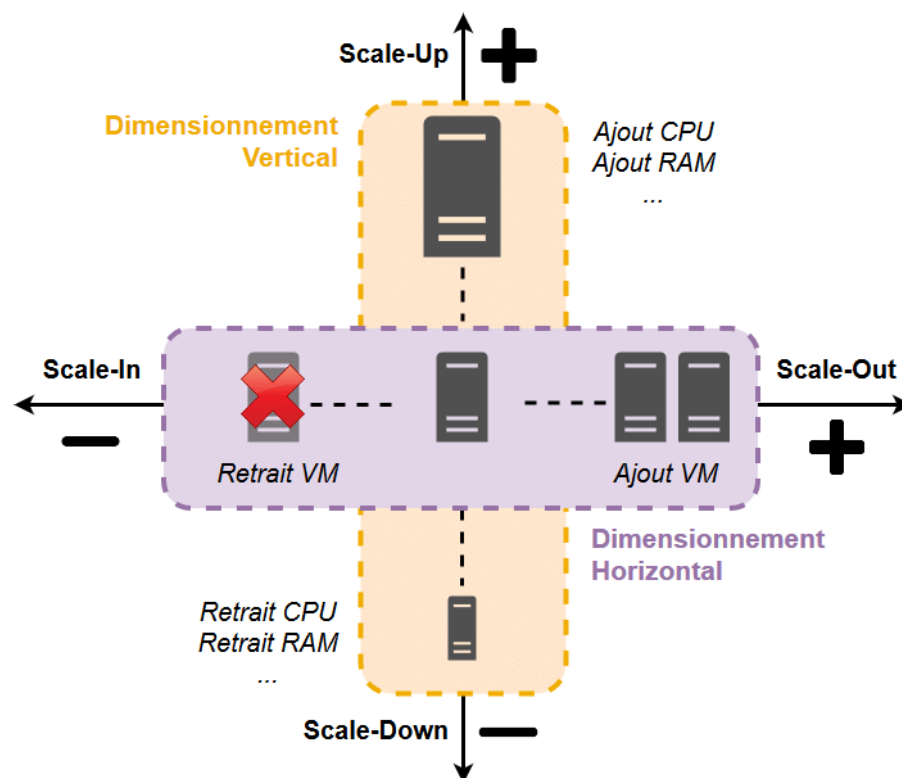 Scale-Up
Dimensionnement
Vertical
Ajout CPU
Ajout RAM
...
Scale-In
Scale-Out
Retrait VM
Ajout VM
Dimensionnement
Horizontal
Retrait CPU
Retrait RAM
...
Scale-Down